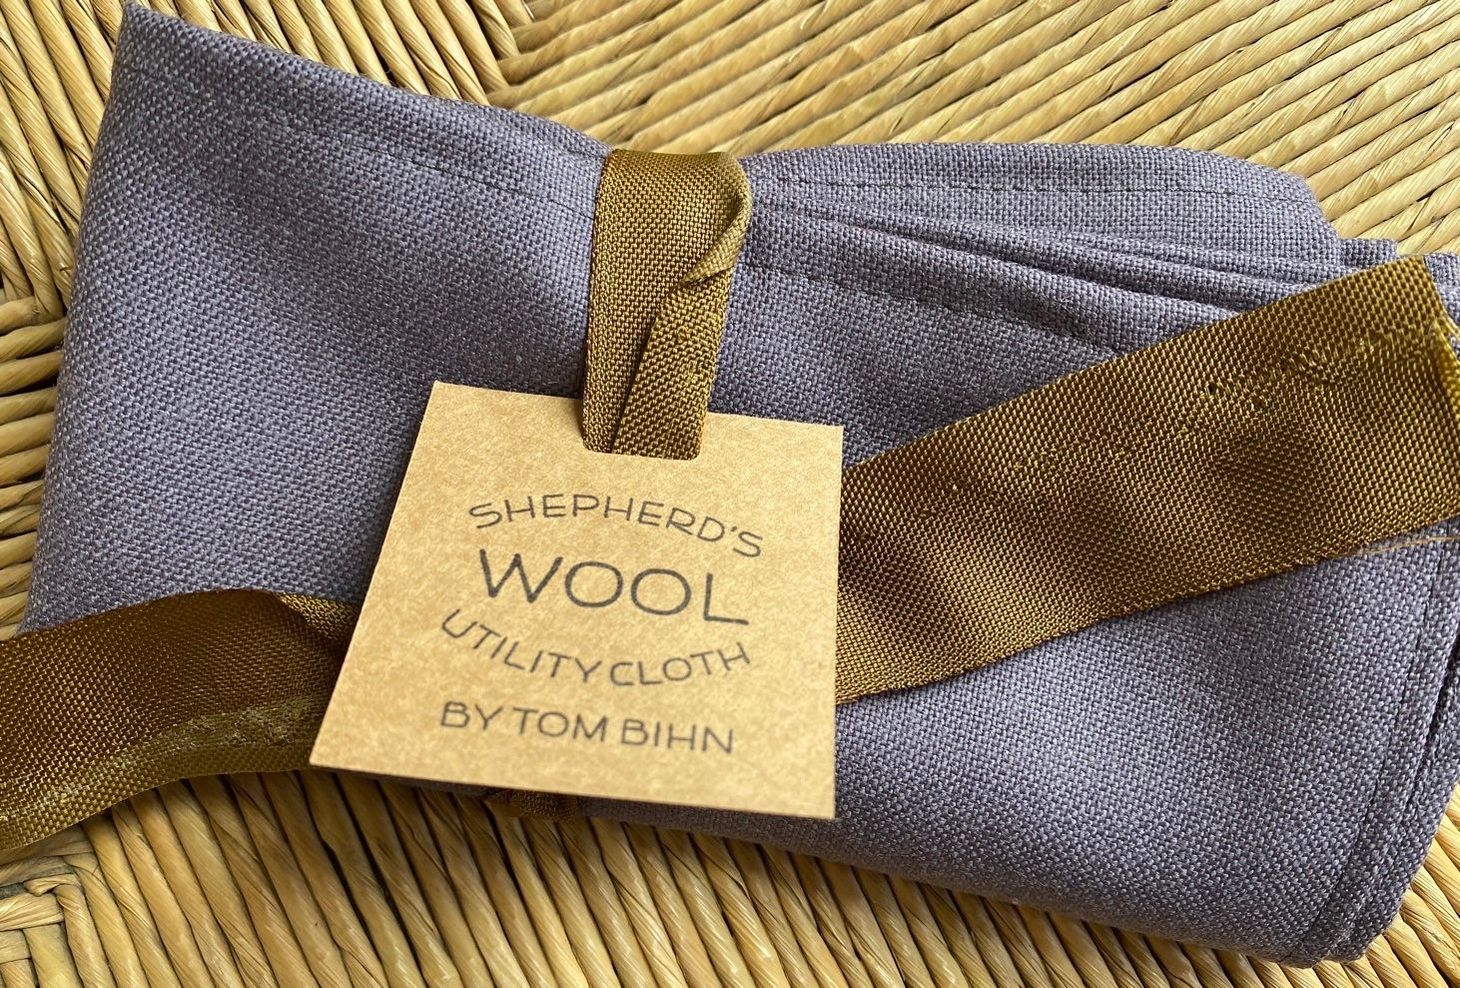 SHEPHERD'S
WOOL
UTILITY CLOTH
BY TOM BIHN